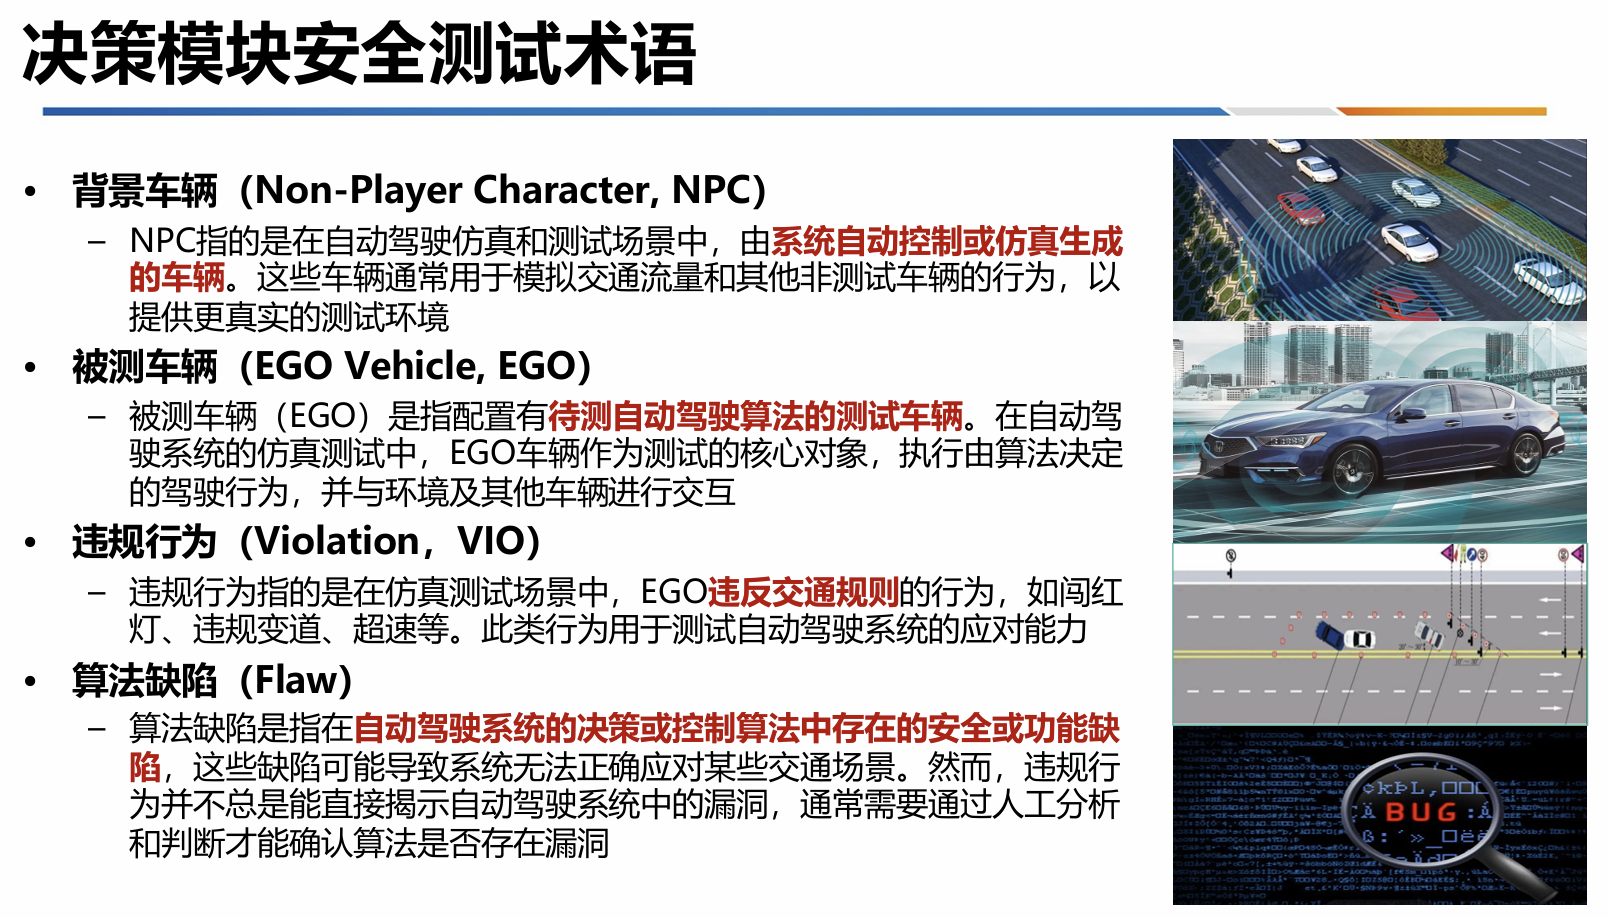 决策模块安全测试术语
• 背景车辆（Non-Player Character, NPC）
– NPC指的是在自动驾驶仿真和测试场景中，由系统自动控制或仿真生成
的车辆。这些车辆通常用于模拟交通流量和其他非测试车辆的行为，以
提供更真实的测试环境
• 被测车辆（EGO Vehicle, EGO）
– 被测车辆（EGO）是指配置有待测自动驾驶算法的测试车辆。在自动驾
驶系统的仿真测试中，EGO车辆作为测试的核心对象，执行由算法决定
的驾驶行为，并与环境及其他车辆进行交互
• 违规行为（Violation，VIO）
– 违规行为指的是在仿真测试场景中，EGO违反交通规则的行为，如闯红
灯、违规变道、超速等。此类行为用于测试自动驾驶系统的应对能力
• 算法缺陷（Flaw）
– 算法缺陷是指在自动驾驶系统的决策或控制算法中存在的安全或功能缺
陷，这些缺陷可能导致系统无法正确应对某些交通场景。然而，违规行
为并不总是能直接揭示自动驾驶系统中的漏洞，通常需要通过人工分析
和判断才能确认算法是否存在漏洞
BUG